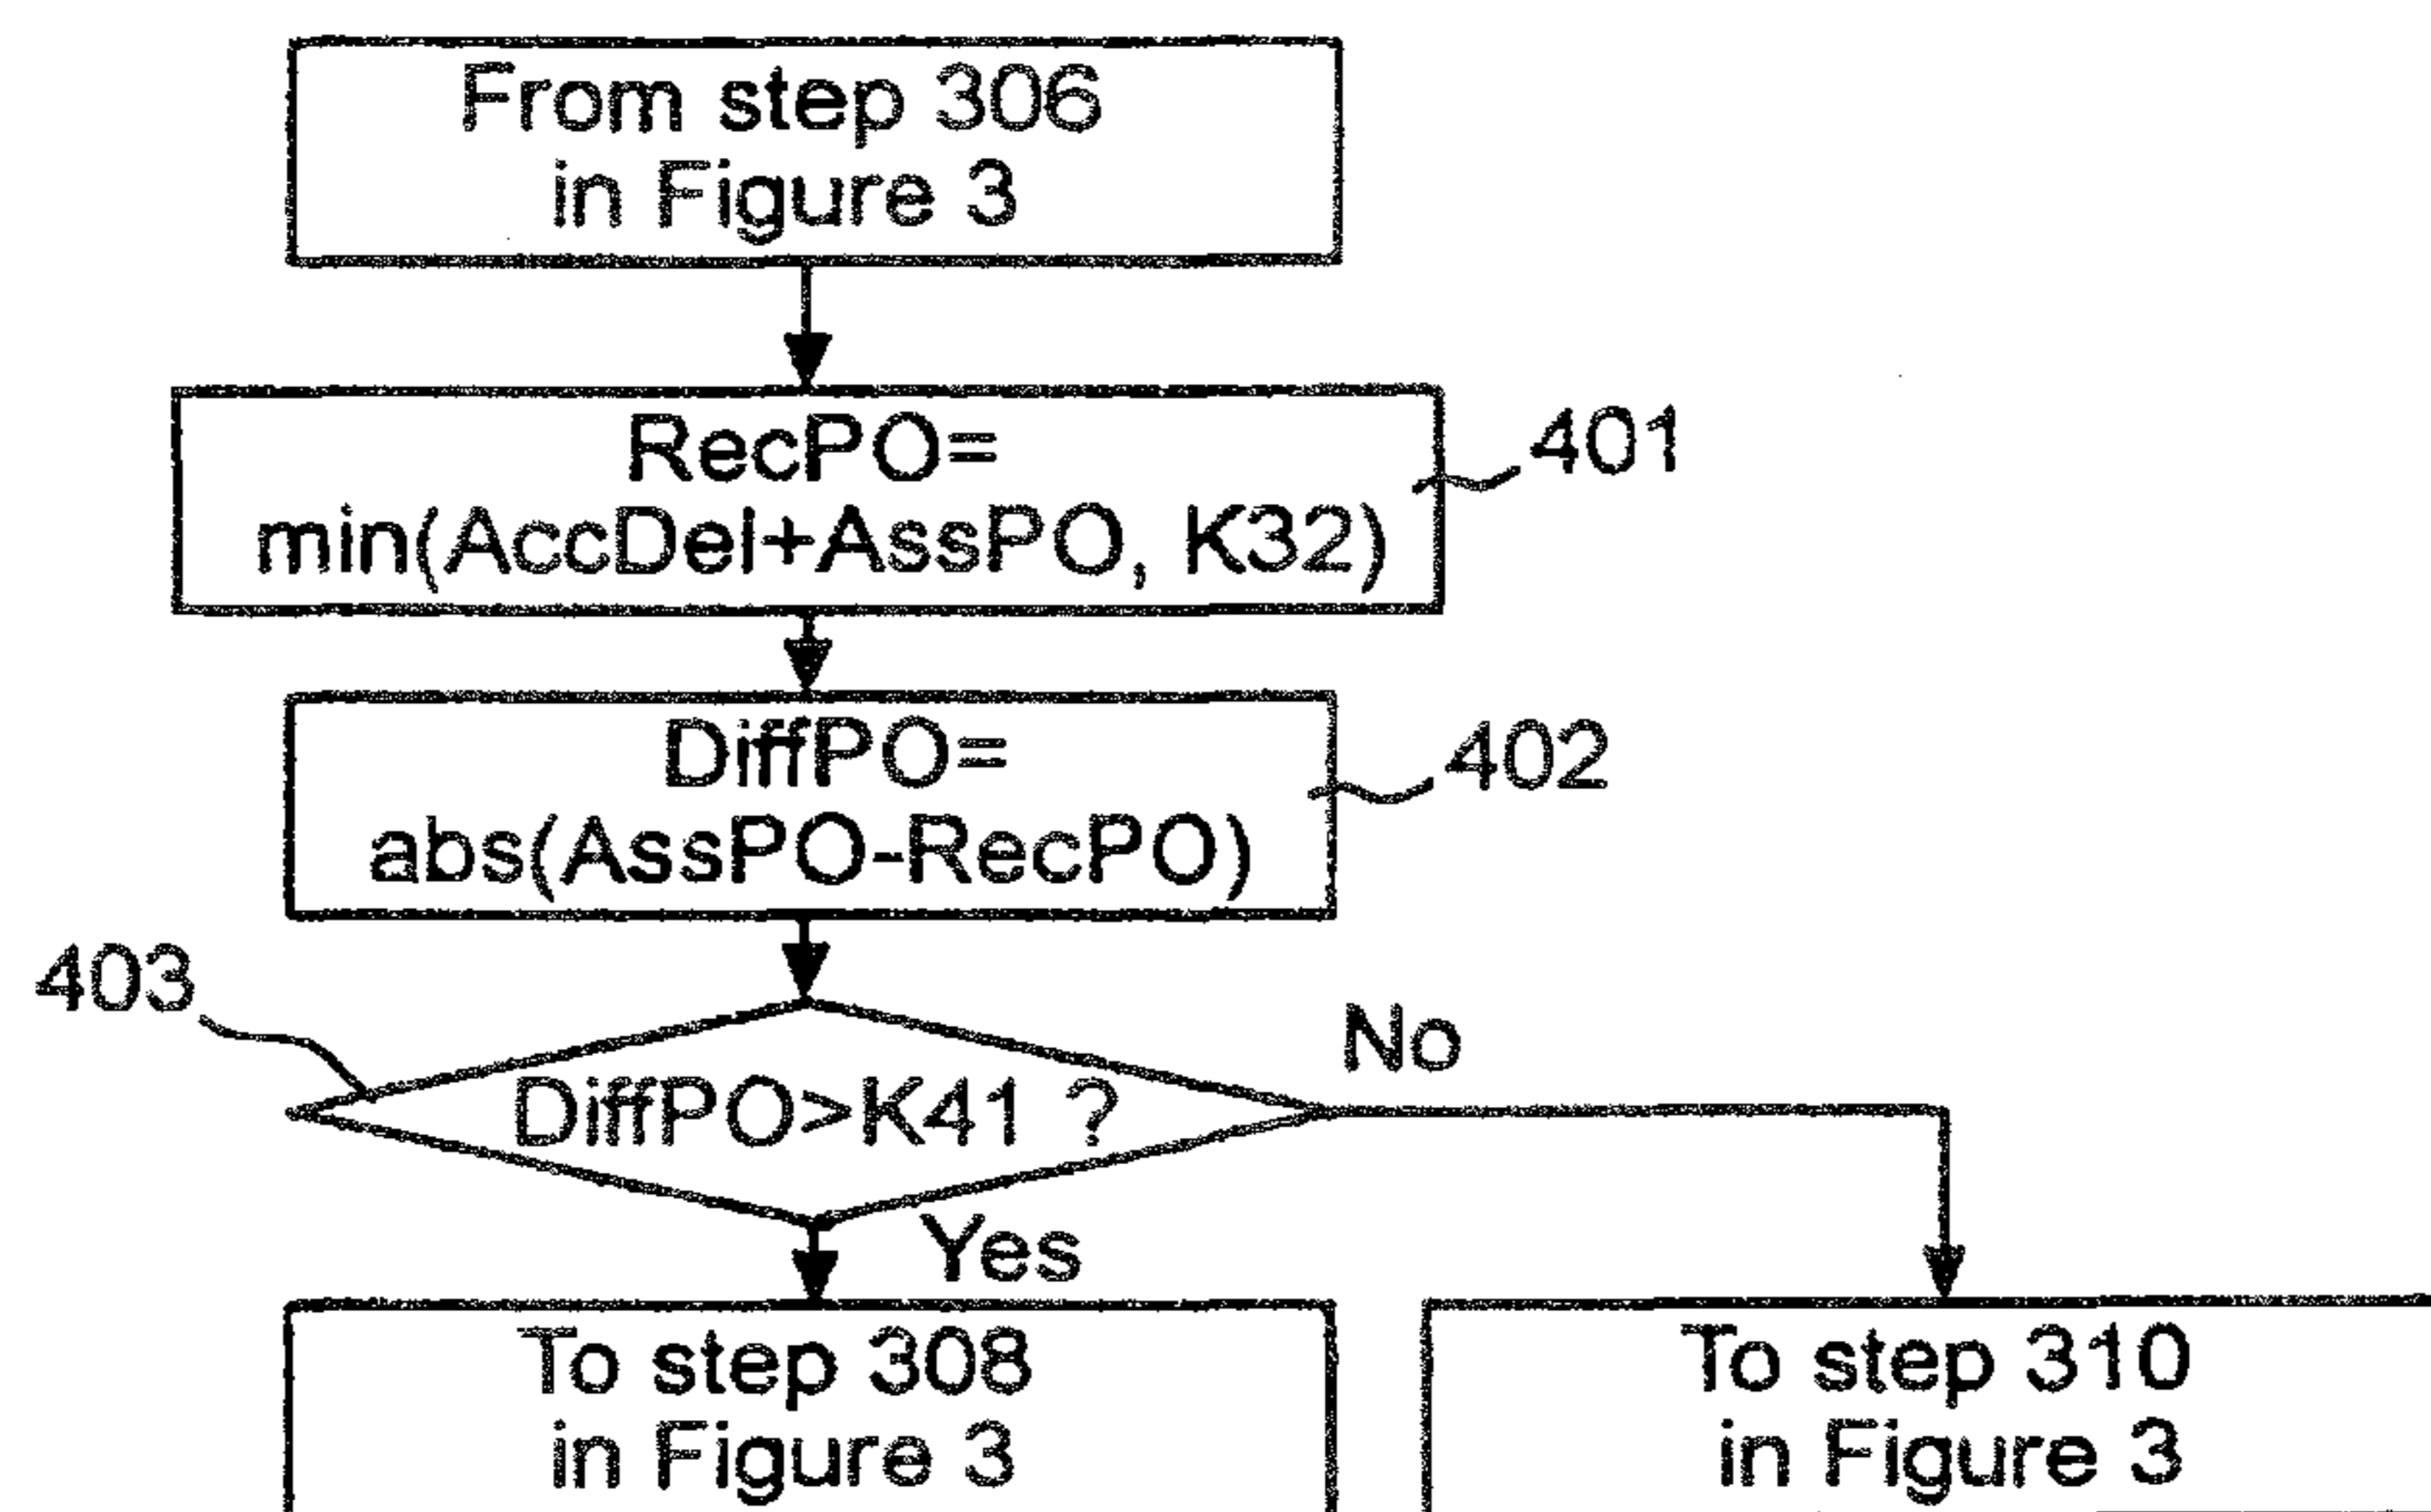 From step 306
in Figure 3
RecPO=
min(AccDel+AssPO, K32)
401
DiffPO=
abs(AssPO-RecPO)
402
403
DiffPO>K41 ?
No
Yes
To step 308
in Figure 3
To step 310
in Figure 3